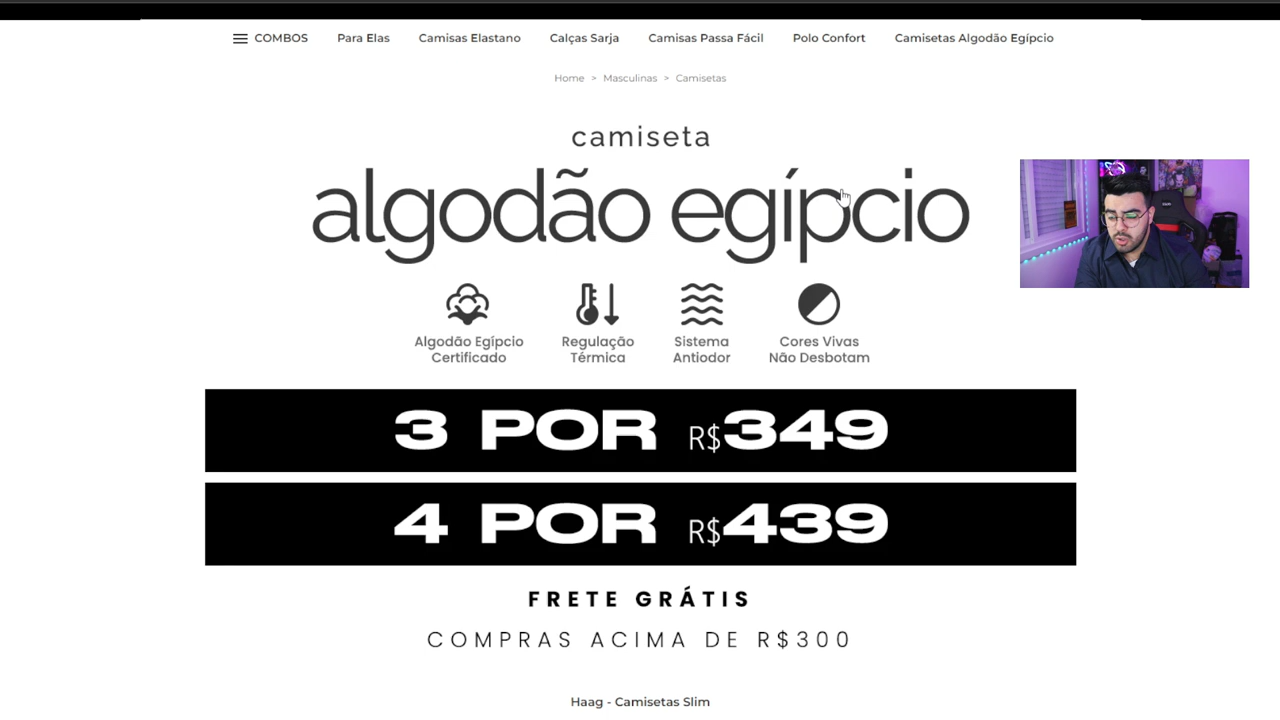 COMBOS Para Elas Camisas Elastano Calças Sarja Camisas Passa Fácil Polo Confort Camisetas Algodão Egípcio
Home > Masculinas > Camisetas
camiseta
algodão egípcio
Algodão Egípcio
Certificado
Regulação
Térmica
Sistema
Antiodor
Cores Vivas
Não Desbotam
3 POR R$349
4 POR R$439
FRETE GRÁTIS
COMPRAS ACIMA DE R$300
Haag - Camisetas Slim